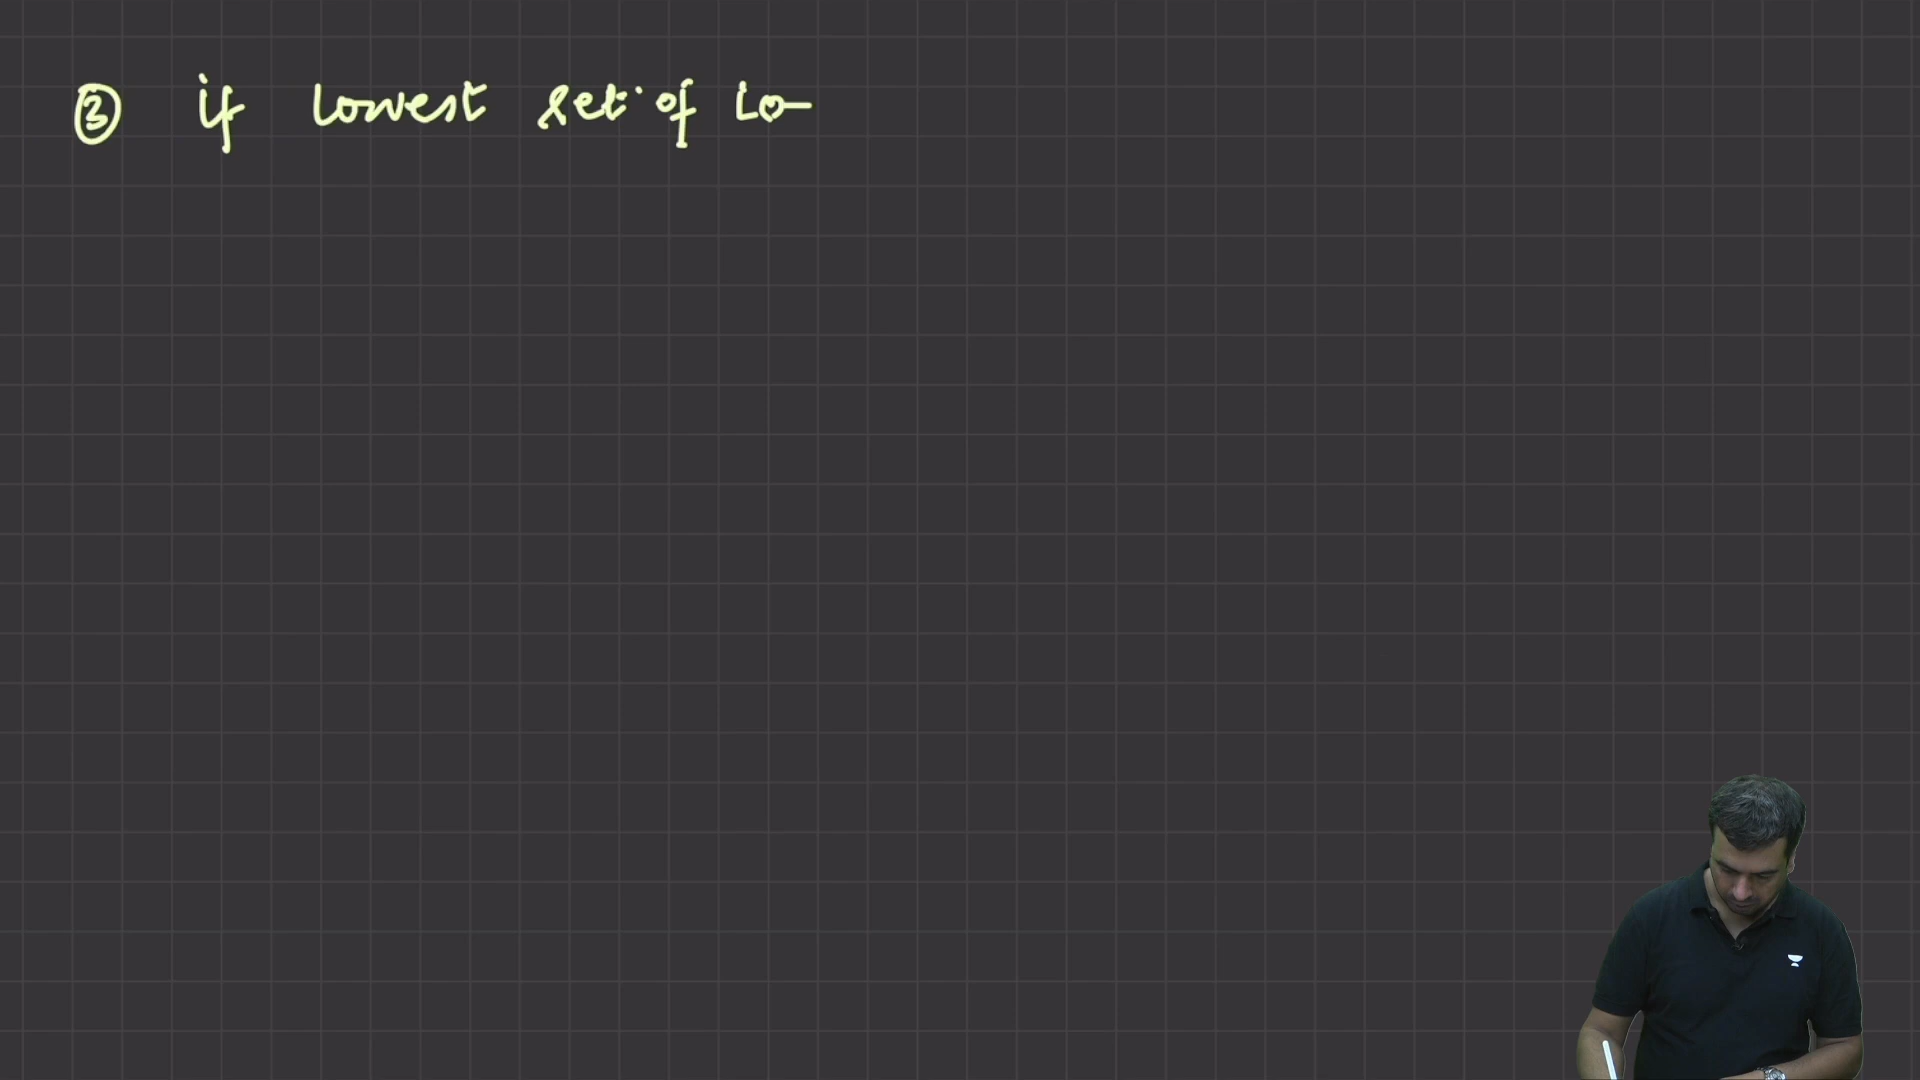 ③ if lowest set of Lo